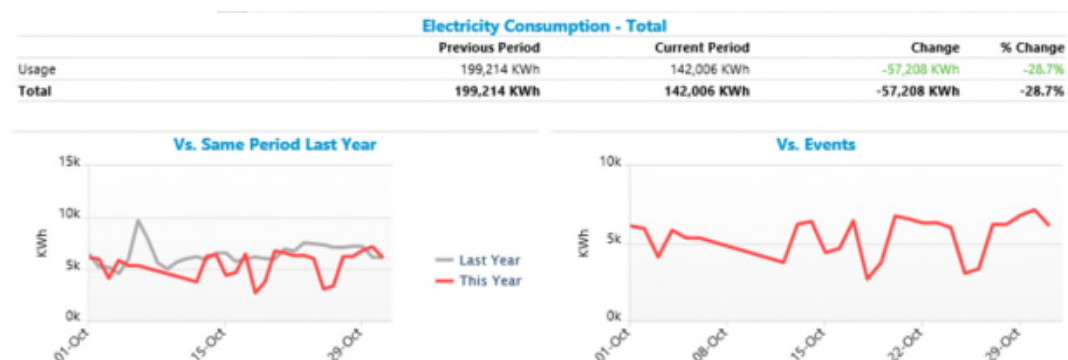 Electricity Consumption - Total
Previous Period Current Period Change % Change
Usage 199,214 KWh 142,006 KWh -57,208 KWh -28.7%
Total 199,214 KWh 142,006 KWh -57,208 KWh -28.7%
Vs. Same Period Last Year
15k
10k
5k
0k
KWh
01-Oct 15-Oct 29-Oct
Last Year
This Year
Vs. Events
10k
5k
0k
KWh
01-Oct 08-Oct 15-Oct 22-Oct 29-Oct